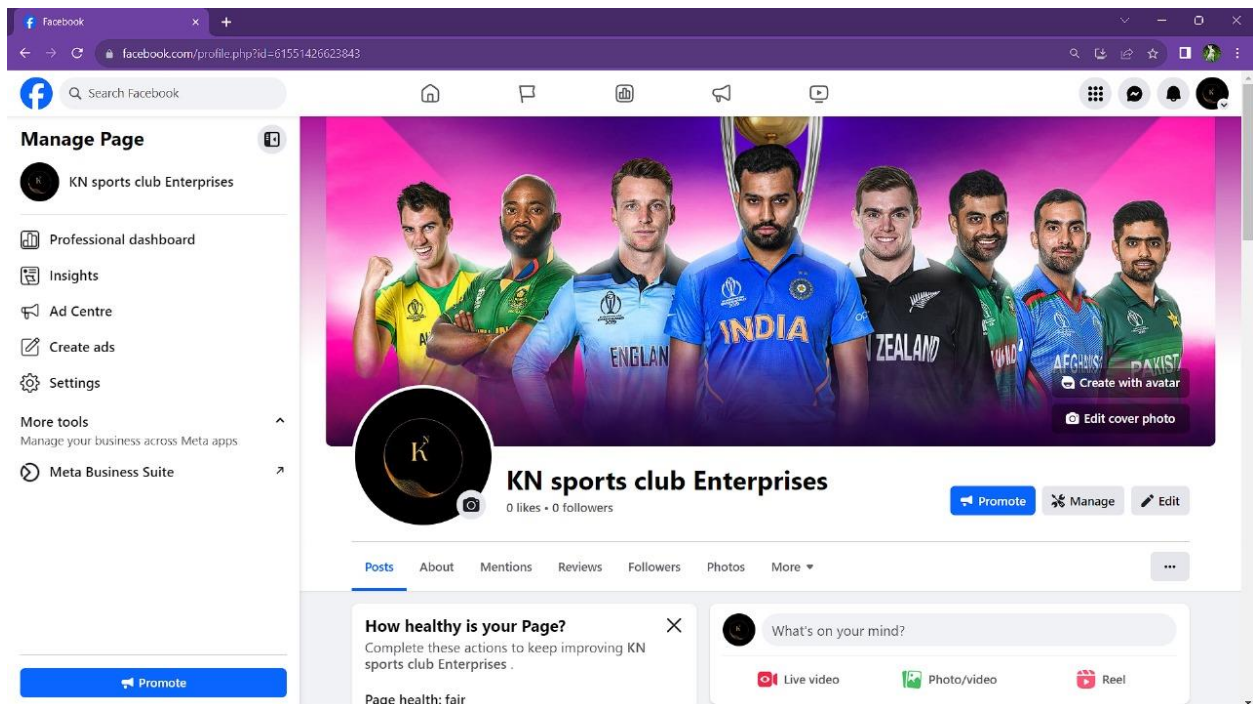 Facebook
facebook.com/profile.php?id=61551426623843
Search Facebook
Manage Page
KN sports club Enterprises
Professional dashboard
Insights
Ad Centre
Create ads
Settings
More tools
Manage your business across Meta apps
Meta Business Suite
Promote
ENGLAN
INDIA
ZEALAND
AFGHANIS
PAKIST
Create with avatar
Edit cover photo
K N
KN sports club Enterprises
0 likes • 0 followers
Promote
Manage
Edit
Posts About Mentions Reviews Followers Photos More
How healthy is your Page?
Complete these actions to keep improving KN
sports club Enterprises .
Page health: fair
What's on your mind?
Live video Photo/video Reel